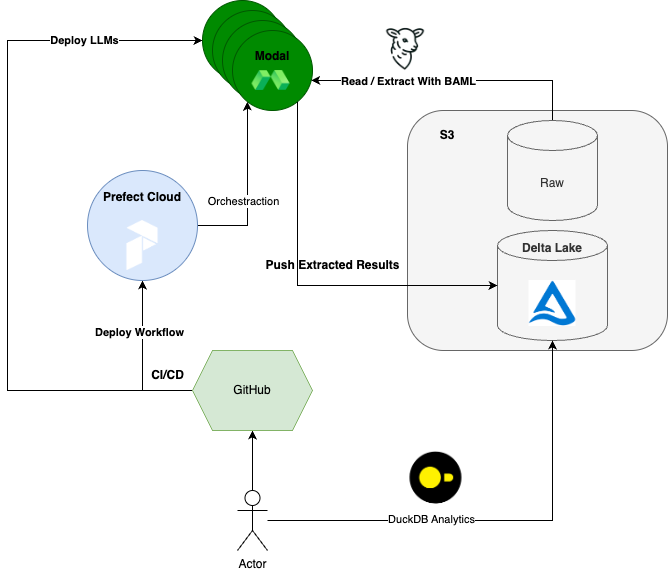 Deploy LLMs
Modal
Read / Extract With BAML
S3
Raw
Prefect Cloud
Orchestraction
Delta Lake
Push Extracted Results
Deploy Workflow
CI/CD
GitHub
DuckDB Analytics
Actor